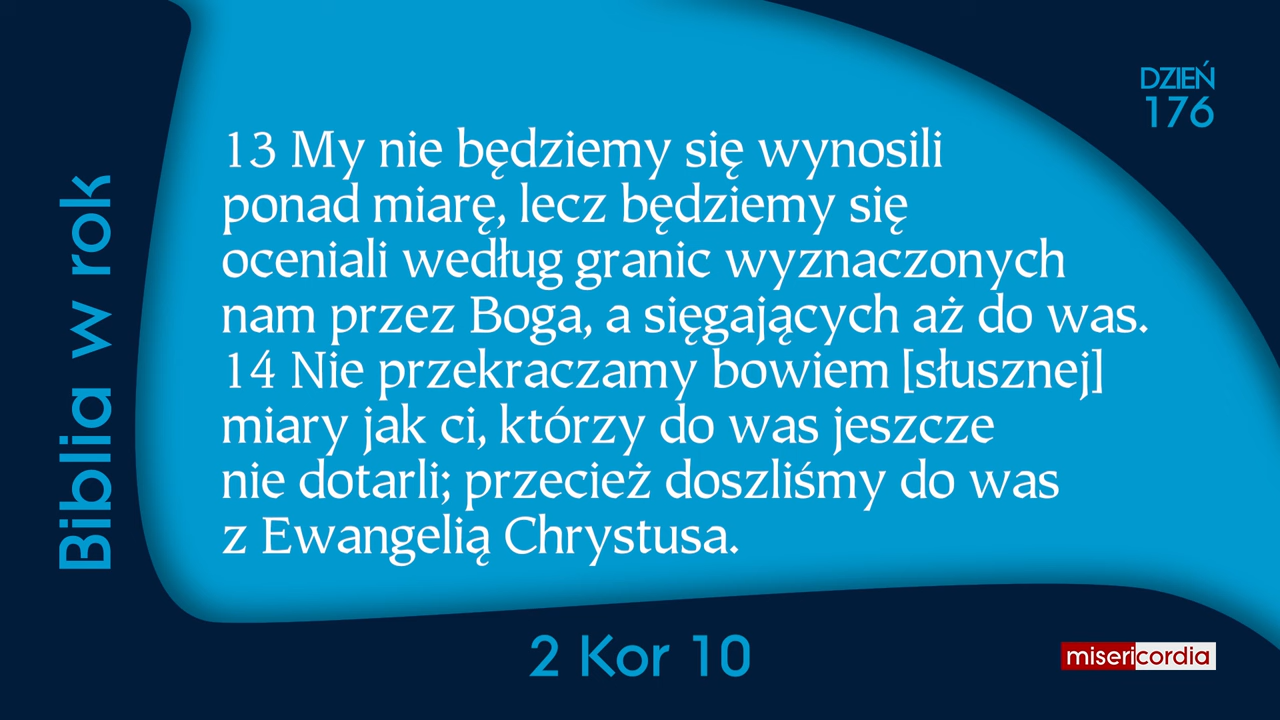 DZIEŃ
176
Biblia w rok
13 My nie będziemy się wynosili
ponad miarę, lecz będziemy się
oceniali według granic wyznaczonych
nam przez Boga, a sięgających aż do was.
14 Nie przekraczamy bowiem [słusznej]
miary jak ci, którzy do was jeszcze
nie dotarli; przecież doszliśmy do was
z Ewangelią Chrystusa.
2 Kor 10
misericordia